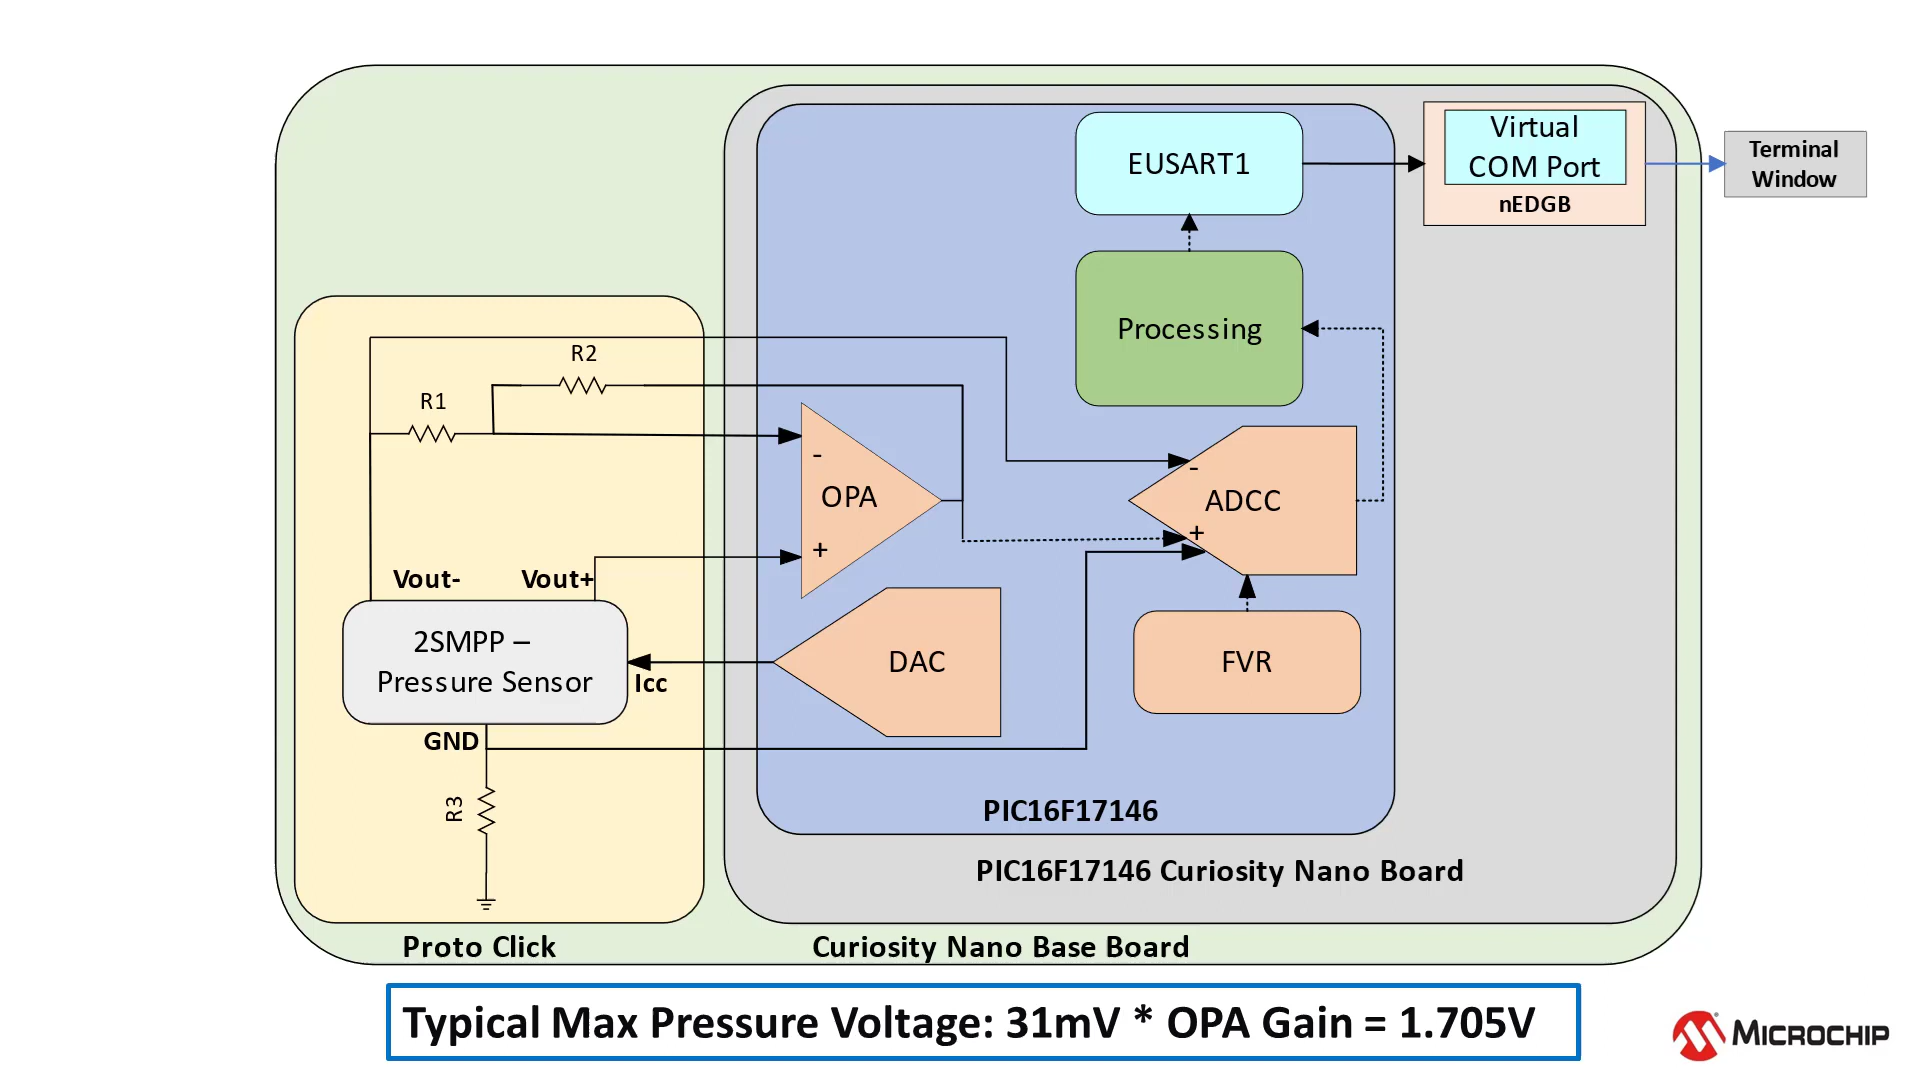 EUSART1
Virtual
COM Port
nEDGB
Terminal
Window
Processing
R2
R1
-
OPA
+
-
ADCC
+
Vout-
Vout+
2SMPP –
Pressure Sensor
Icc
DAC
FVR
GND
R3
PIC16F17146
PIC16F17146 Curiosity Nano Board
Proto Click
Curiosity Nano Base Board
Typical Max Pressure Voltage: 31mV * OPA Gain = 1.705V
MICROCHIP